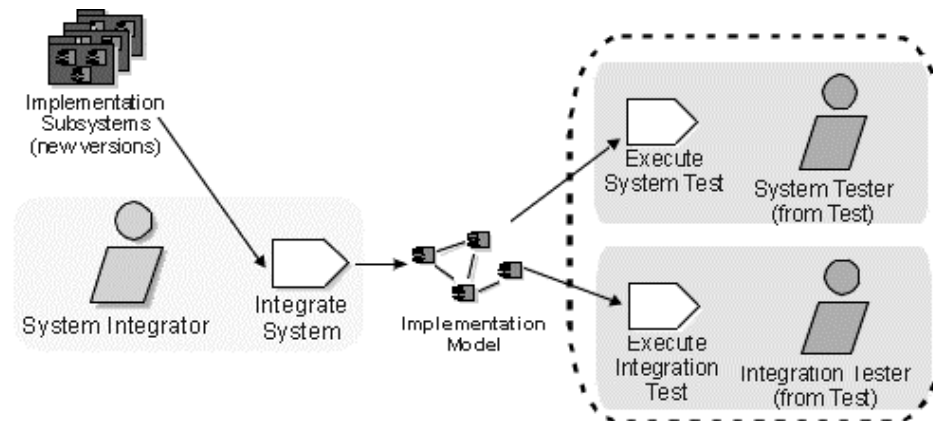 Implementation
Subsystems
(new versions)
System Integrator
Integrate
System
Implementation
Model
Execute
System Test
System Tester
(from Test)
Execute
Integration
Test
Integration Tester
(from Test)